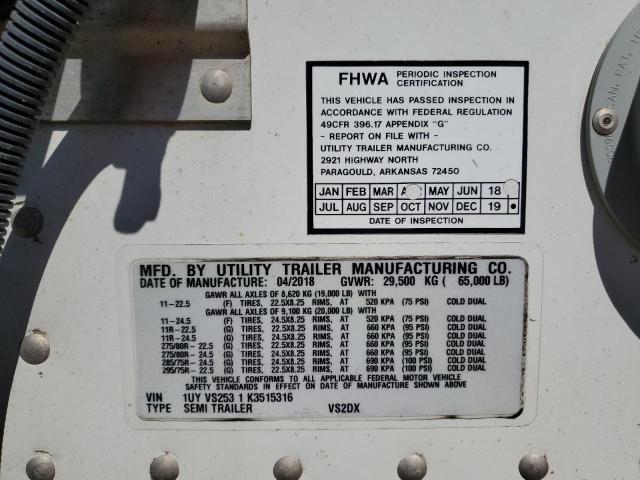 FHWA PERIODIC INSPECTION CERTIFICATION
THIS VEHICLE HAS PASSED INSPECTION IN
ACCORDANCE WITH FEDERAL REGULATION
49CFR 396.17 APPENDIX "G"
- REPORT ON FILE WITH -
UTILITY TRAILER MANUFACTURING CO.
2921 HIGHWAY NORTH
PARAGOULD, ARKANSAS 72450
JAN FEB MAR MAY JUN 18
JUL AUG SEP OCT NOV DEC 19
DATE OF INSPECTION
MFD. BY UTILITY TRAILER MANUFACTURING CO.
DATE OF MANUFACTURE: 04/2018 GVWR: 29,500 KG ( 65,000 LB)
GAWR ALL AXLES OF 8,620 KG (19,000 LB) WITH
11-22.5 (F) TIRES, 22.5X8.25 RIMS, AT 520 KPA (75 PSI) COLD DUAL
GAWR ALL AXLES OF 9,100 KG (20,000 LB) WITH
11-24.5 (F) TIRES, 24.5X8.25 RIMS, AT 520 KPA (75 PSI) COLD DUAL
11R-22.5 (G) TIRES, 22.5X8.25 RIMS, AT 660 KPA (95 PSI) COLD DUAL
11R-24.5 (G) TIRES, 24.5X8.25 RIMS, AT 660 KPA (95 PSI) COLD DUAL
275/80R - 22.5 (G) TIRES, 22.5X8.25 RIMS, AT 660 KPA (95 PSI) COLD DUAL
275/80R - 24.5 (G) TIRES, 24.5X8.25 RIMS, AT 660 KPA (95 PSI) COLD DUAL
285/75R - 24.5 (G) TIRES, 24.5X8.25 RIMS, AT 690 KPA (100 PSI) COLD DUAL
295/75R - 22.5 (G) TIRES, 22.5X8.25 RIMS, AT 690 KPA (100 PSI) COLD DUAL
THIS VEHICLE CONFORMS TO ALL APPLICABLE FEDERAL MOTOR VEHICLE
SAFETY STANDARDS IN EFFECT ON DATE OF MANUFACTURE SHOWN ABOVE
VIN 1UY VS253 1 K3515316
TYPE SEMI TRAILER VS2DX